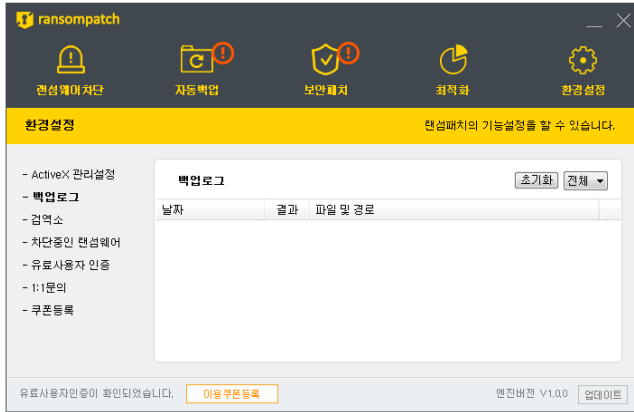 ransompatch
랜섬웨어차단 자동백업 보안패치 최적화 환경설정
환경설정 랜섬패치의 기능설정을 할 수 있습니다.
- ActiveX 관리설정
- 백업로그
- 검역소
- 차단중인 랜섬웨어
- 유료사용자 인증
- 1:1문의
- 쿠폰등록
백업로그 초기화 전체
날짜 결과 파일 및 경로
유료사용자인증이 확인되었습니다. 이용쿠폰등록 엔진버전 V1.0.0 업데이트